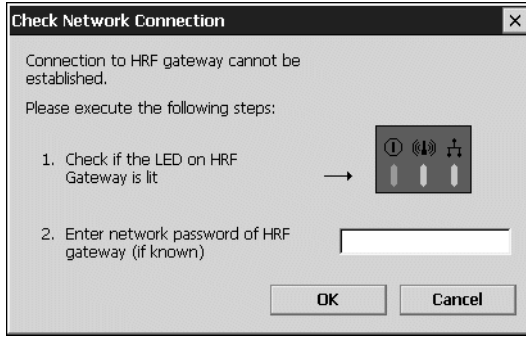 Check Network Connection
Connection to HRF gateway cannot be
established.
Please execute the following steps:
1. Check if the LED on HRF
Gateway is lit
2. Enter network password of HRF
gateway (if known)
OK
Cancel